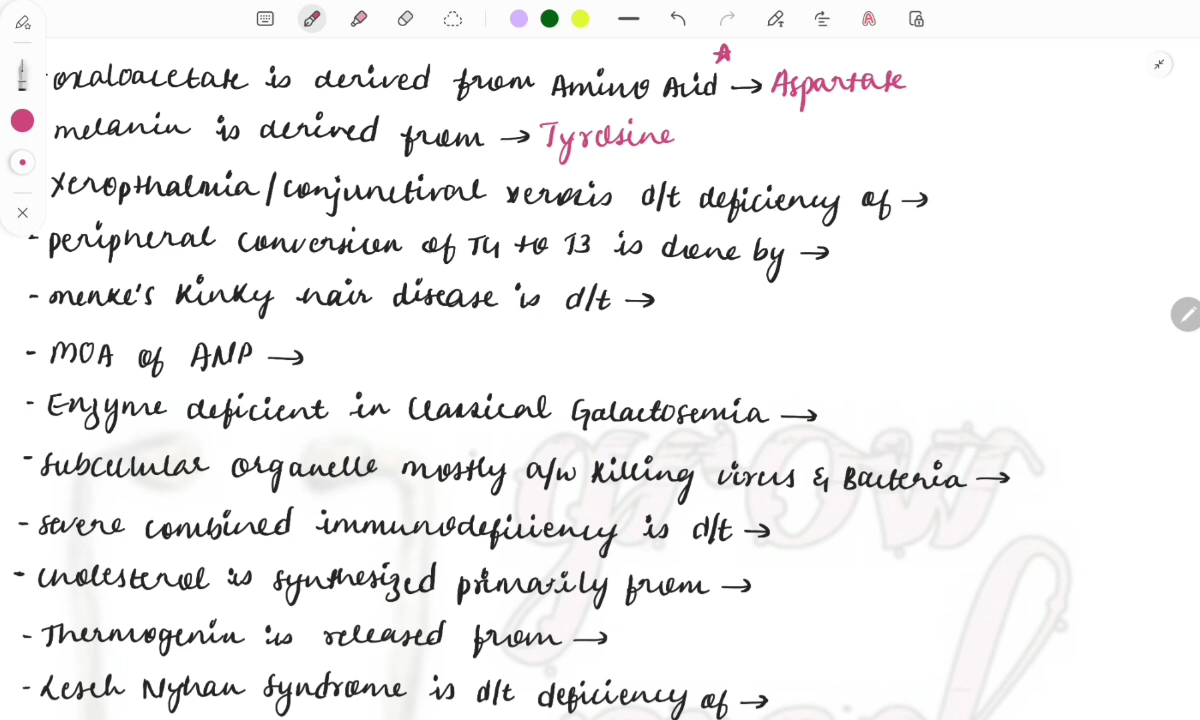 oxaloacetate is derived from Amino Acid → Aspartate
melanin is derived from → Tyrosine
Xeropthalmia/conjunctival xerosis d/t deficiency of →
- peripheral conversion of T4 to T3 is done by →
- menke's Kinky hair disease is d/t →
- MOA of ANP →
- Enzyme deficient in Classical Galactosemia →
- subcellular organelle mostly a/w killing virus & Bacteria →
- severe combined immunodeficiency is d/t →
- cholesterol is synthesized primarily from →
- Thermogenin is released from →
- Lesch Nyhan Syndrome is d/t deficiency of →
grow